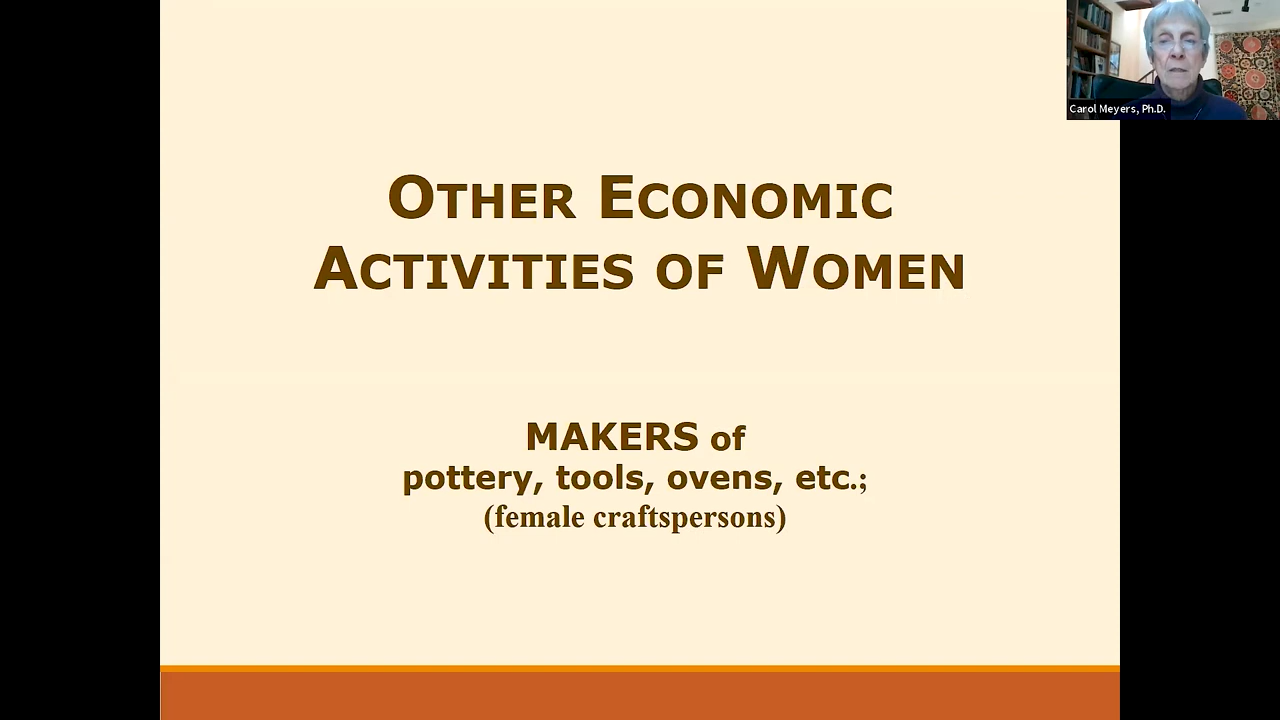 Carol Meyers, Ph.D.
OTHER ECONOMIC
ACTIVITIES OF WOMEN
MAKERS of
pottery, tools, ovens, etc.;
(female craftspersons)